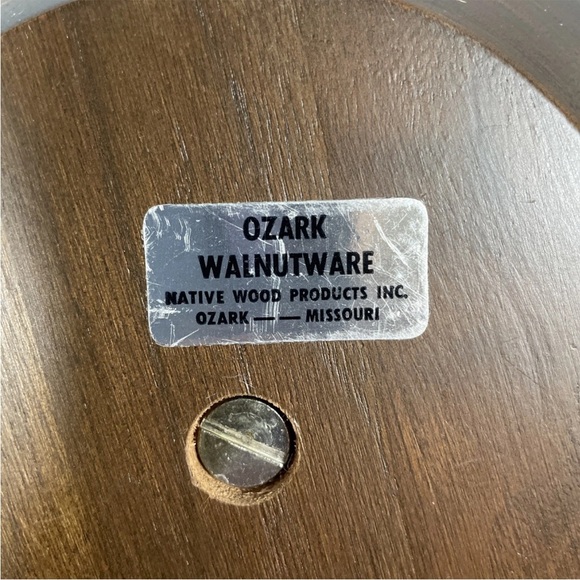 OZARK
WALNUTWARE
NATIVE WOOD PRODUCTS INC.
OZARK — — MISSOURI